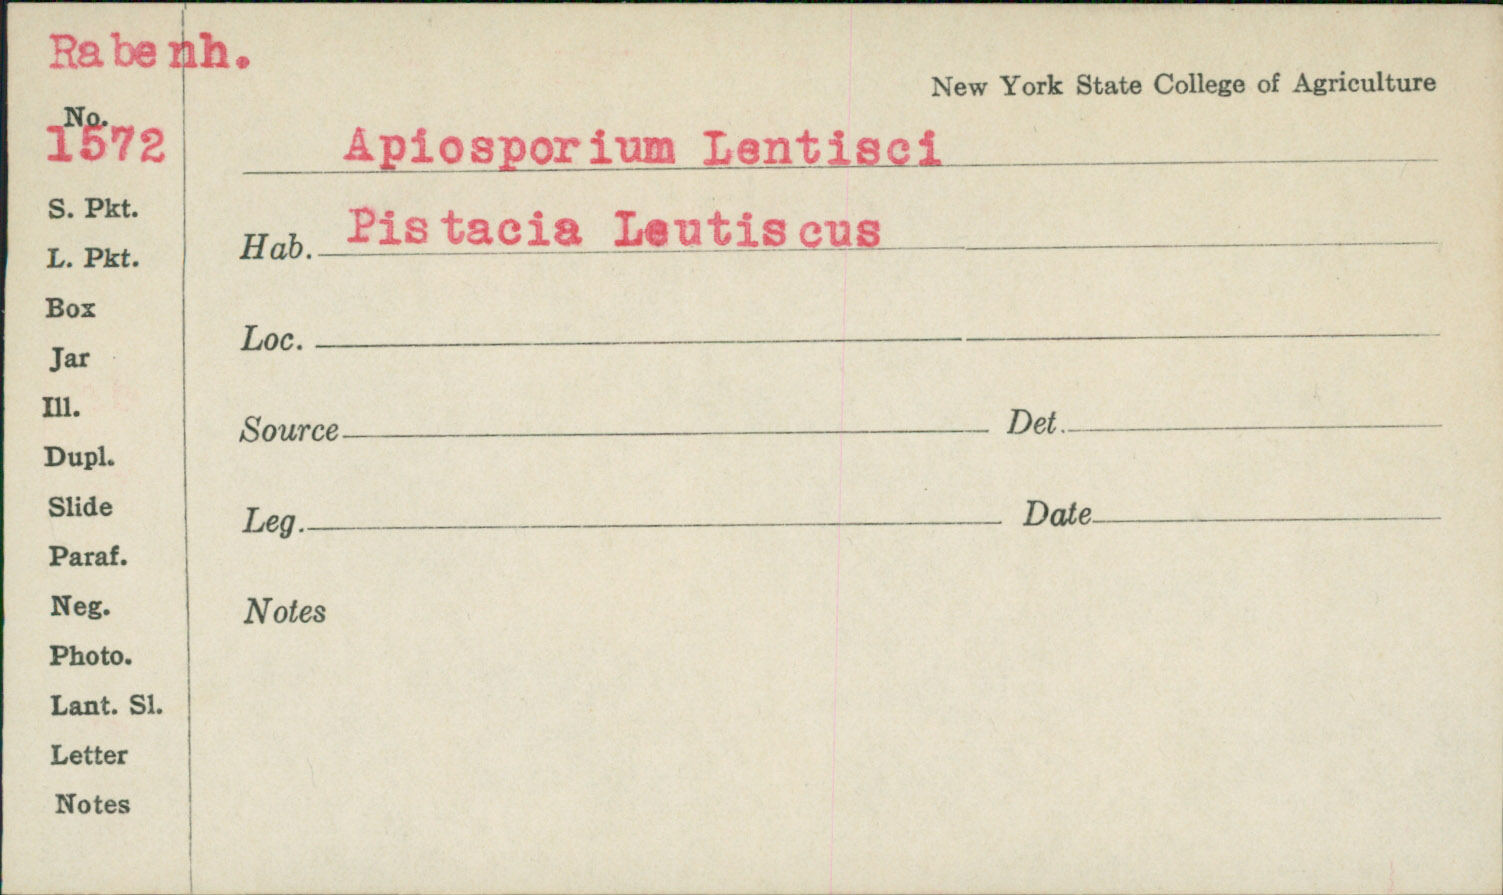 Rabenh.
New York State College of Agriculture
No.
1572
Apiosporium Lentisci
S. Pkt.
Hab. Pistacia Leutiscus
L. Pkt.
Box
Loc.
Jar
Ill.
Source Det.
Dupl.
Slide
Leg. Date
Paraf.
Neg.
Notes
Photo.
Lant. Sl.
Letter
Notes